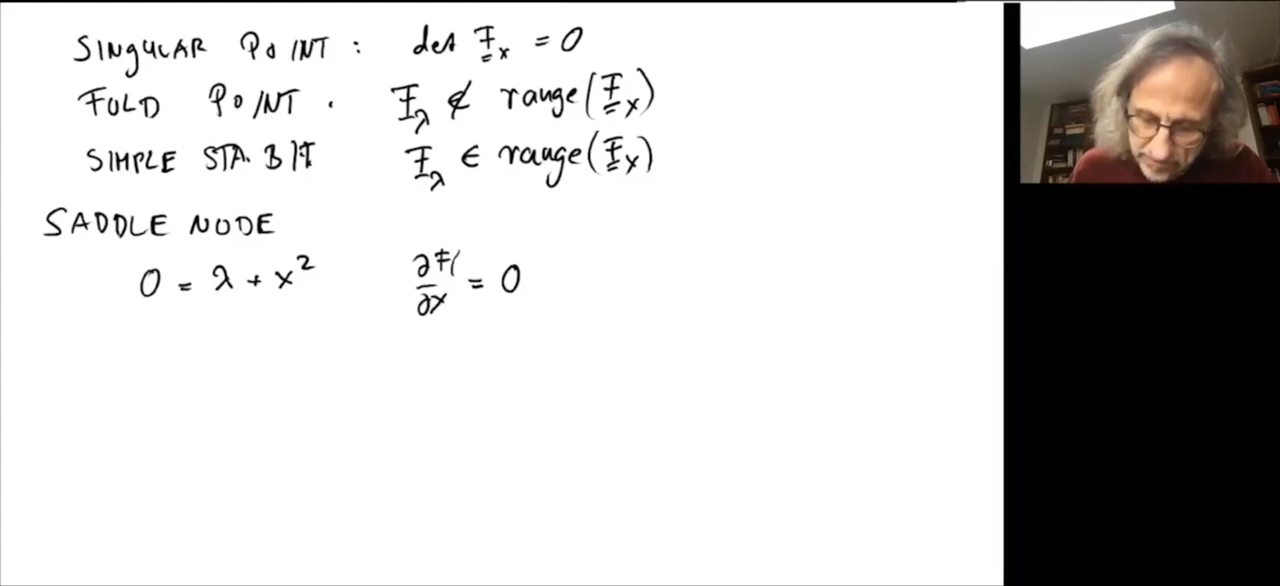 SINGULAR POINT : det F_x = 0
FOLD POINT . F_λ ∉ range(F_x)
SIMPLE STA. BIF F_λ ∈ range(F_x)
SADDLE NODE
0 = λ + x² ∂F/∂x| = 0